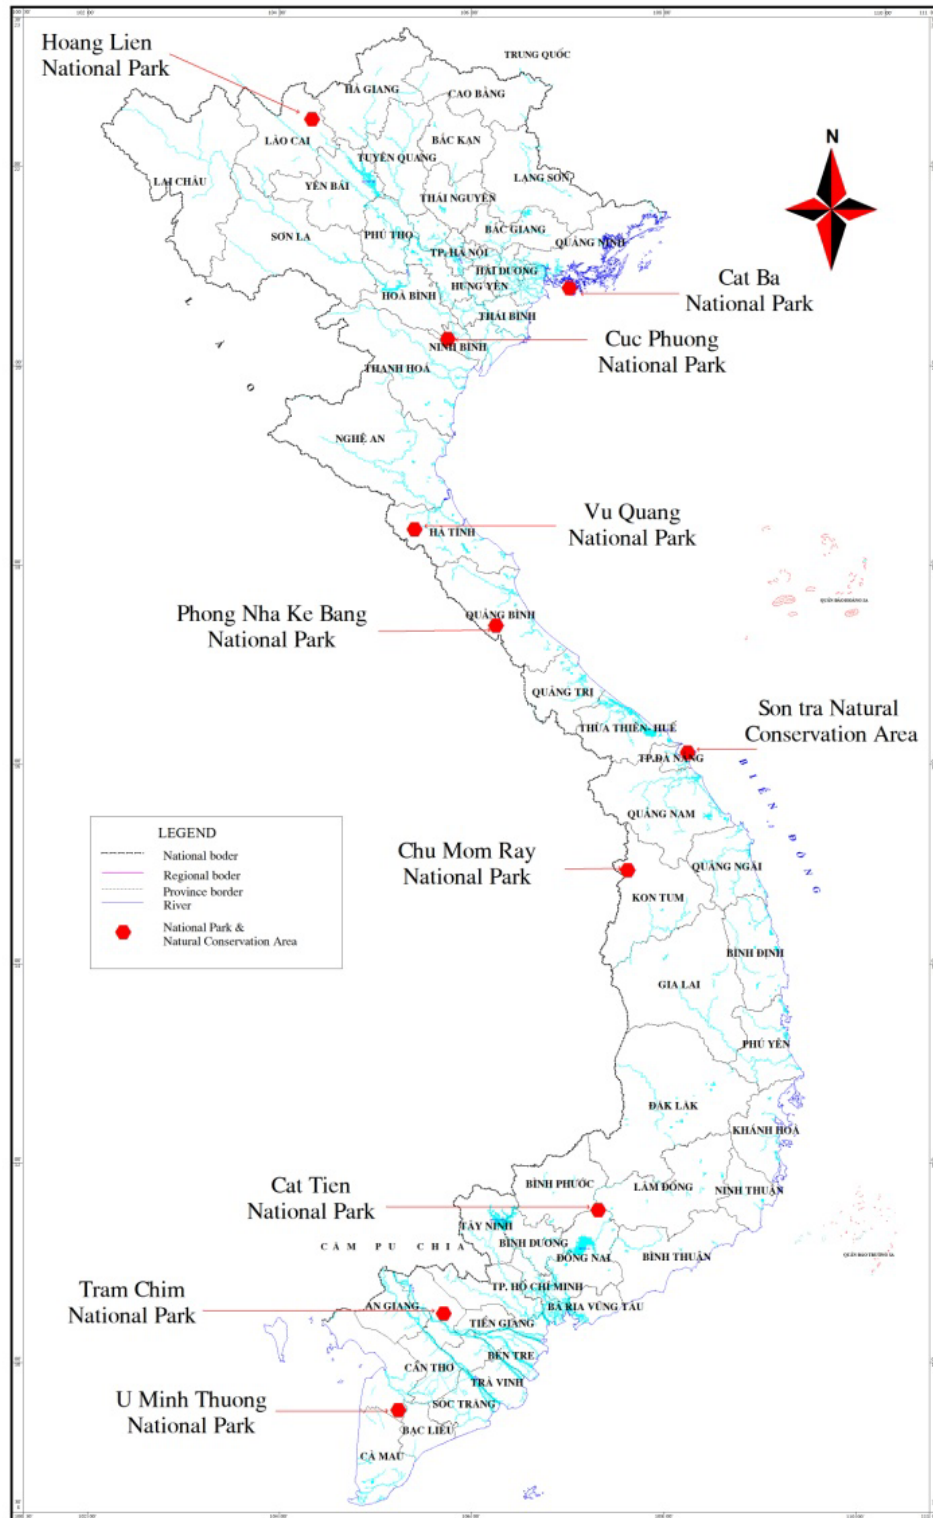 Hoang Lien
National Park
TRUNG QUỐC
HÀ GIANG
CAO BẰNG
LÀO CAI
BẮC KẠN
TUYÊN QUANG
LAI CHÂU
YÊN BÁI
LẠNG SƠN
THÁI NGUYÊN
N
SƠN LA
PHÚ THỌ
BẮC GIANG
QUẢNG NINH
TP. HÀ NỘI
HẢI DƯƠNG
HƯNG YÊN
HOÀ BÌNH
Cat Ba
National Park
THÁI BÌNH
L A O
NINH BÌNH
Cuc Phuong
National Park
THANH HOÁ
NGHỆ AN
Vu Quang
National Park
HÀ TĨNH
Phong Nha Ke Bang
National Park
QUẢNG BÌNH
QUẢNG TRỊ
THỪA THIÊN- HUẾ
Son tra Natural
Conservation Area
TP.ĐÀ NẴNG
BIỂN ĐÔNG
QUẢNG NAM
LEGEND
National boder
Regional boder
Province border
River
National Park &
Natural Conservation Area
Chu Mom Ray
National Park
QUẢNG NGÃI
KON TUM
BÌNH ĐỊNH
GIA LAI
PHÚ YÊN
ĐẮK LẮK
KHÁNH HOÀ
Cat Tien
National Park
BÌNH PHƯỚC
LÂM ĐỒNG
NINH THUẬN
TÂY NINH
CĂM PU CHIA
BÌNH DƯƠNG
ĐỒNG NAI
BÌNH THUẬN
Tram Chim
National Park
TP. HỒ CHÍ MINH
AN GIANG
BÀ RỊA VŨNG TÀU
TIỀN GIANG
BẾN TRE
CẦN THƠ
TRÀ VINH
U Minh Thuong
National Park
SÓC TRĂNG
BẠC LIÊU
CÀ MAU